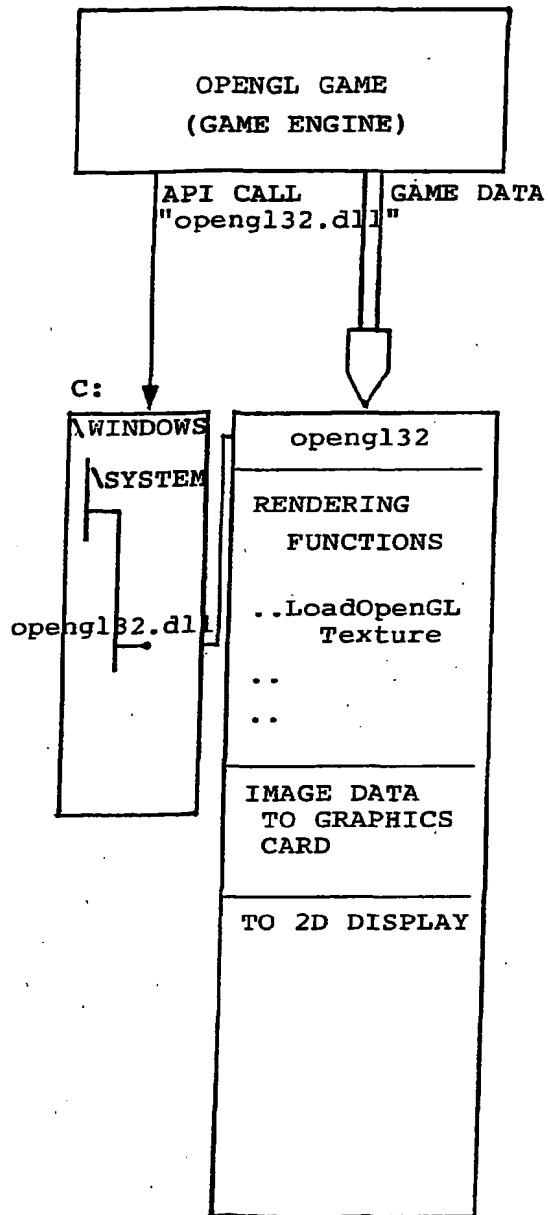 OPENGL GAME
(GAME ENGINE)
API CALL
"opengl32.dll"
GAME DATA
C:
\WINDOWS
\SYSTEM
opengl32.dll
opengl32
RENDERING
FUNCTIONS
..LoadOpenGL
Texture
..
..
IMAGE DATA
TO GRAPHICS
CARD
TO 2D DISPLAY